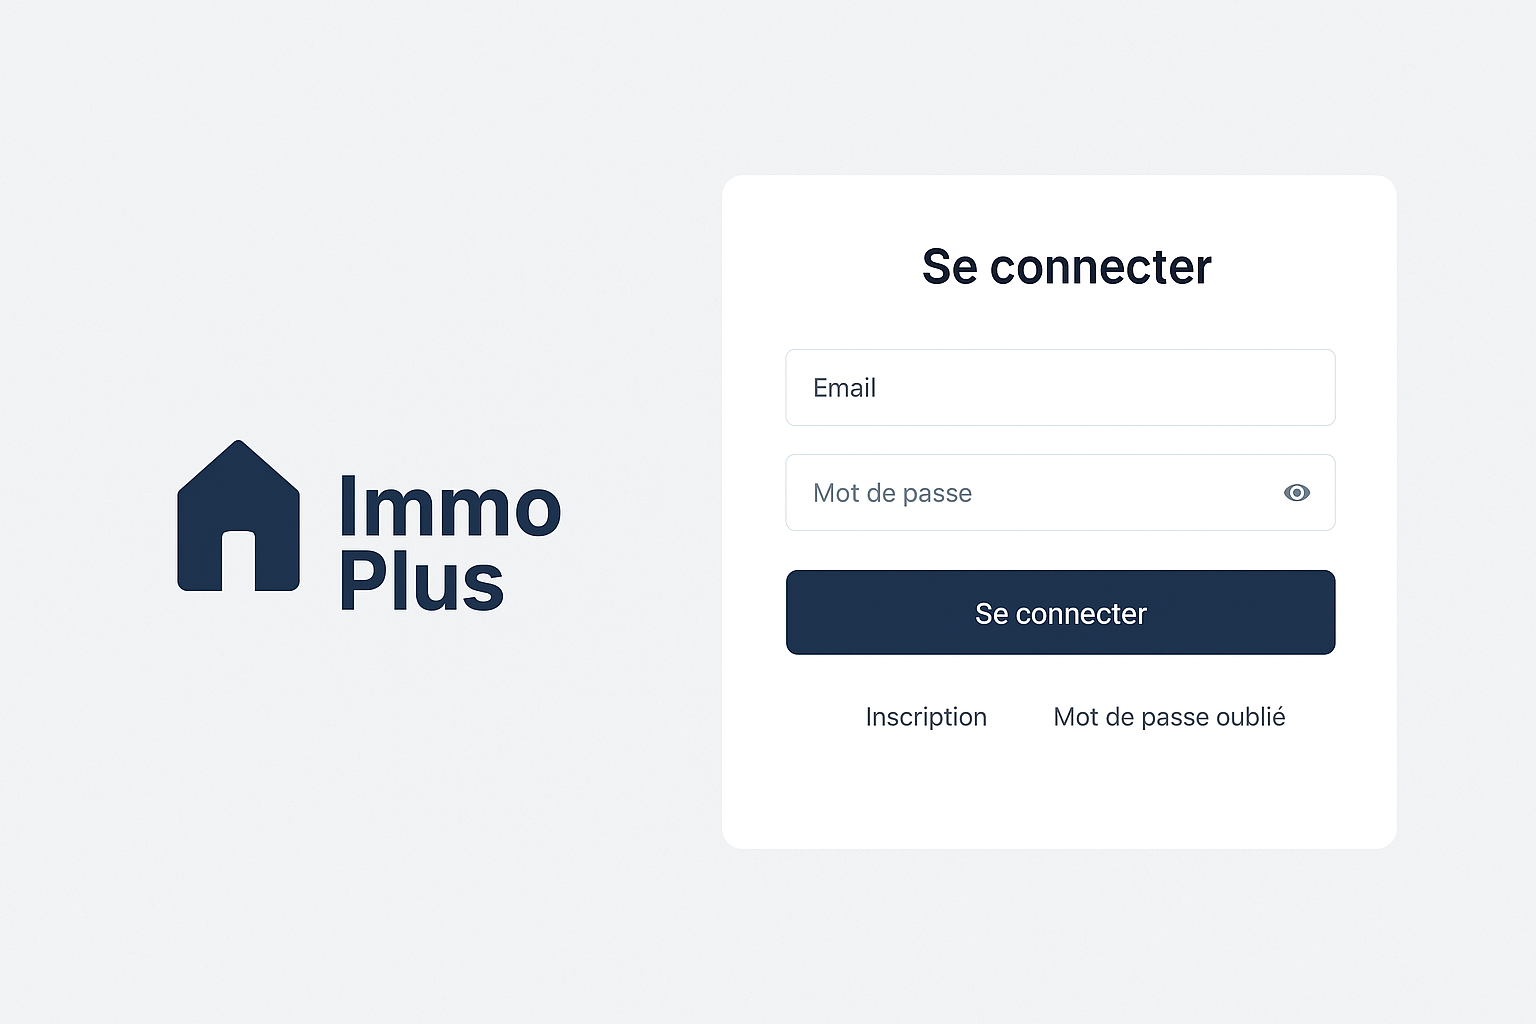 Immo
Plus
Se connecter
Email
Mot de passe
Se connecter
Inscription
Mot de passe oublié